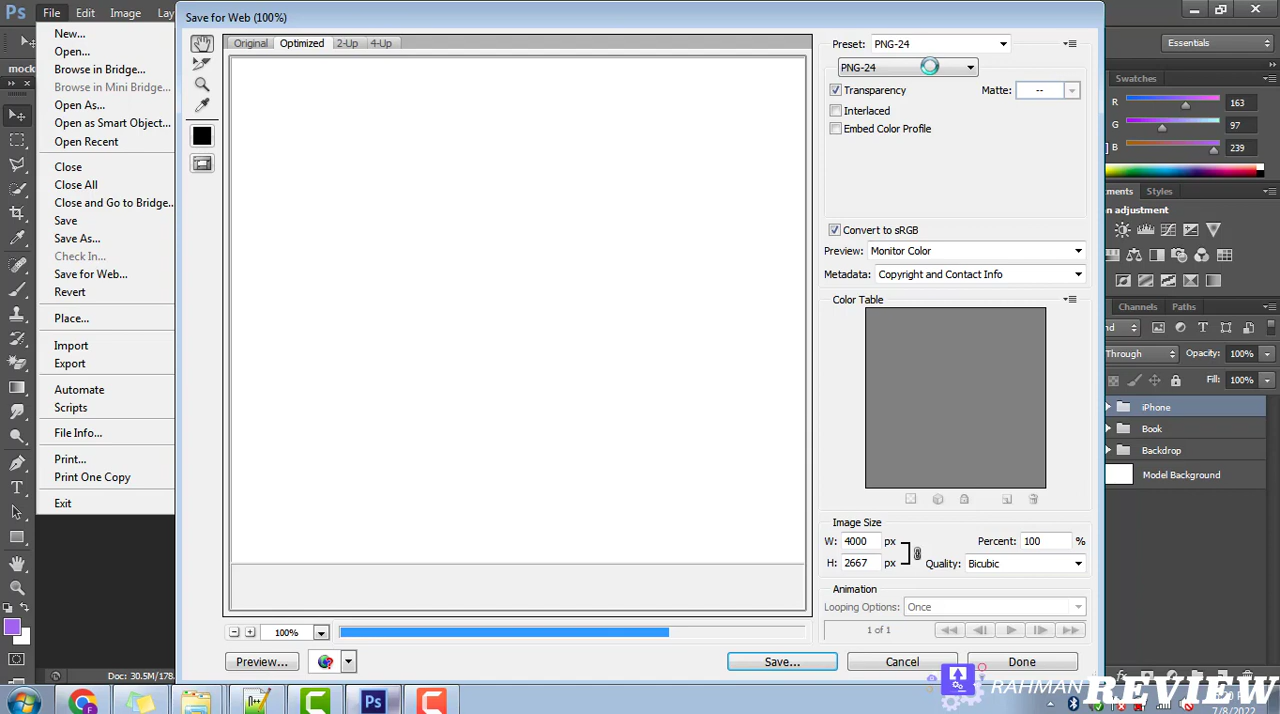 Ps File Edit Image Lay
Save for Web (100%)
Essentials
New...
Open...
Browse in Bridge...
Browse in Mini Bridge...
Open As...
Open as Smart Object...
Open Recent
Close
Close All
Close and Go to Bridge...
Save
Save As...
Check In...
Save for Web...
Revert
Place...
Import
Export
Automate
Scripts
File Info...
Print...
Print One Copy
Exit
mock
Original Optimized 2-Up 4-Up
Preset: PNG-24
PNG-24
Transparency Matte: --
Interlaced
Embed Color Profile
Convert to sRGB
Preview: Monitor Color
Metadata: Copyright and Contact Info
Color Table
Image Size
W: 4000 px Percent: 100 %
H: 2667 px Quality: Bicubic
Animation
Looping Options: Once
1 of 1
100%
Preview... Save... Cancel Done
Swatches
R 163
G 97
B 239
ments Styles
n adjustment
Channels Paths
nd
Through Opacity: 100%
Fill: 100%
iPhone
Book
Backdrop
Model Background
Doc: 30.5M/178.
RAHMAN REVIEW
7/8/2022